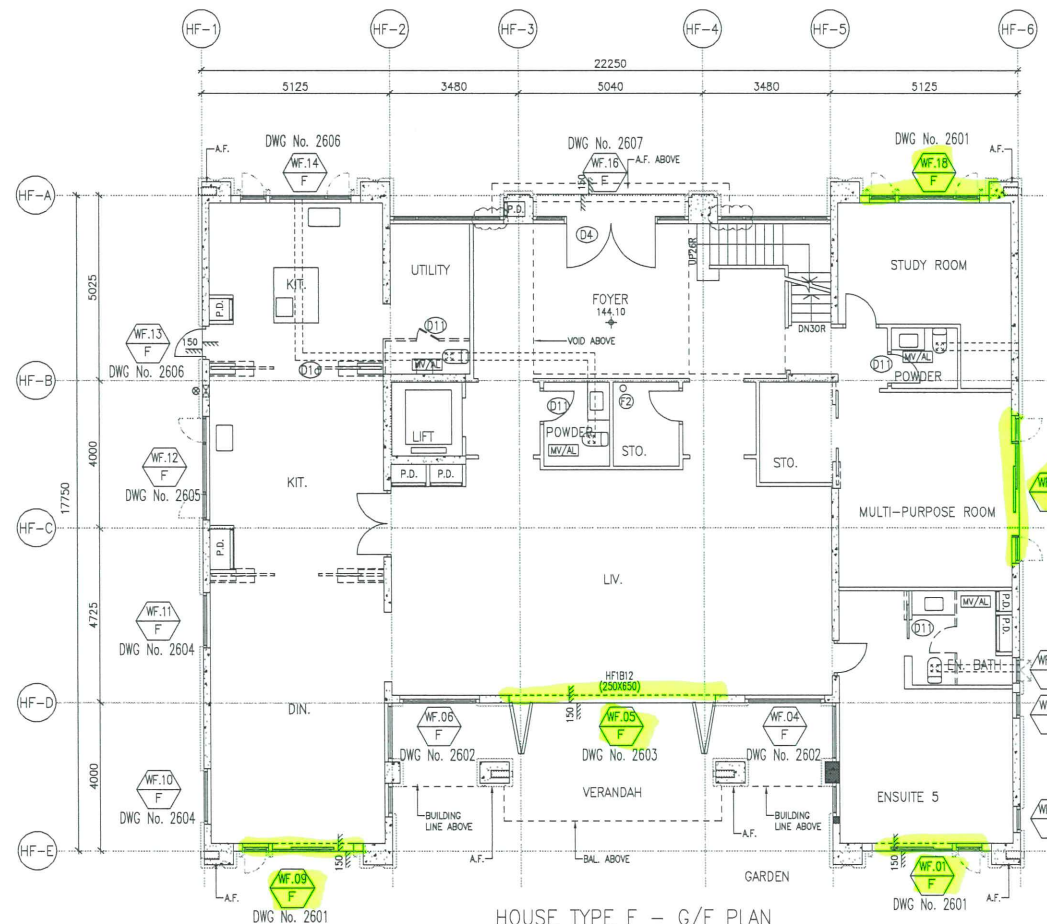 HF-1 HF-2 HF-3 HF-4 HF-5 HF-6
22250
5125 3480 5040 3480 5125
DWG No. 2606 DWG No. 2607 DWG No. 2601
A.F. WF.14 F WF.16 F A.F. ABOVE WF.18 F A.F.
150
HF-A
P.D.
D4
UP26R
UTILITY
STUDY ROOM
KIT.
FOYER
144.10
5025
P.D.
DN30R
D11
WF.13 F
150
VOID ABOVE
DWG No. 2606
MV/AL
MV/AL
D11
POWDER
HF-B
F2
D11
LIFT
POWDER
STO.
MV/AL
STO.
WF.12 F
DWG No. 2605
4000
17750
KIT.
P.D. P.D.
MULTI-PURPOSE ROOM
HF-C
P.D.
LIV.
WF.11 F
DWG No. 2604
4725
MV/AL
P.D.
D11
P.D.
EN. BATH
HF1B12
(250X650)
HF-D
DIN.
150
150
WF.06 F WF.05 F WF.04 F
DWG No. 2602 DWG No. 2603 DWG No. 2602
WF.10 F
DWG No. 2604
4000
VERANDAH
ENSUITE 5
BUILDING LINE ABOVE
BUILDING LINE ABOVE
A.F.
HF-E
150
A.F.
BAL. ABOVE
150
GARDEN
WF.09 F
A.F.
WF.01 F
A.F.
DWG No. 2601
DWG No. 2601
HOUSE TYPE F - G/F PLAN